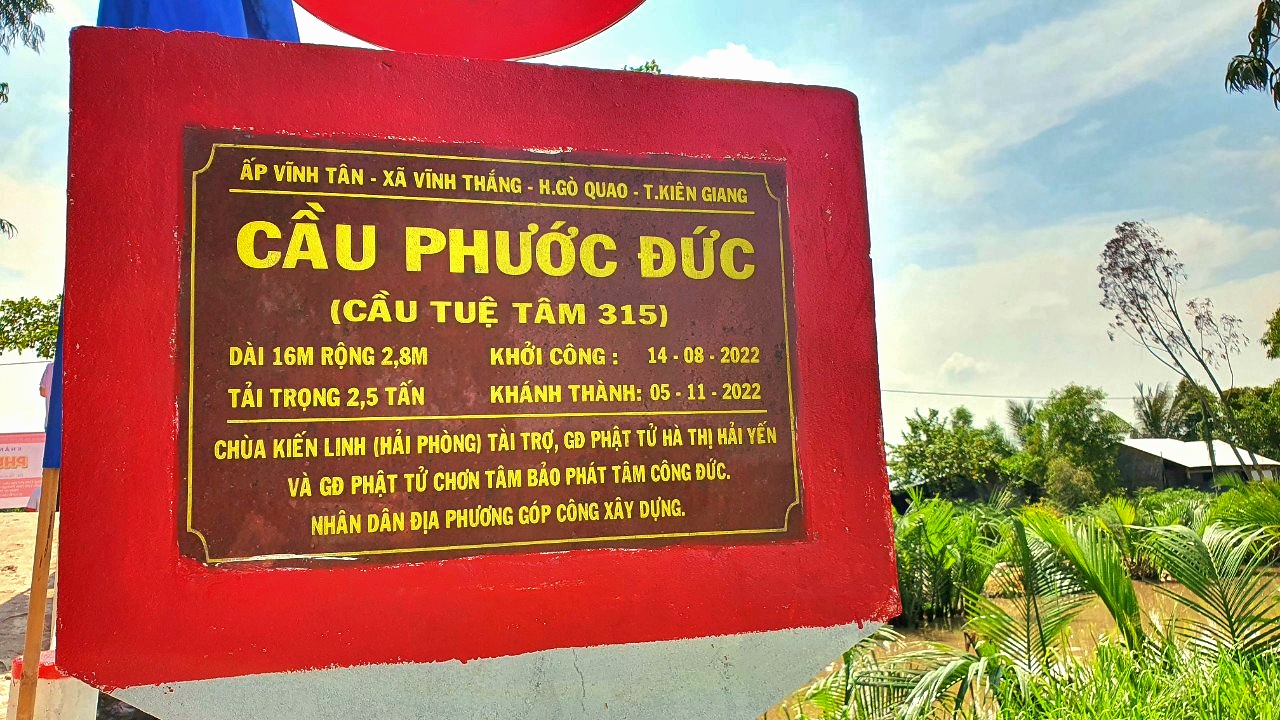 ẤP VĨNH TÂN - XÃ VĨNH THẮNG - H.GÒ QUAO - T.KIÊN GIANG
CẦU PHƯỚC ĐỨC
(CẦU TUỆ TÂM 315)
DÀI 16M RỘNG 2,8M KHỞI CÔNG : 14 - 08 - 2022
TẢI TRỌNG 2,5 TẤN KHÁNH THÀNH: 05 - 11 - 2022
CHÙA KIẾN LINH (HẢI PHÒNG) TÀI TRỢ, GĐ PHẬT TỬ HÀ THỊ HẢI YẾN
VÀ GĐ PHẬT TỬ CHƠN TÂM BẢO PHÁT TÂM CÔNG ĐỨC.
NHÂN DÂN ĐỊA PHƯƠNG GÓP CÔNG XÂY DỰNG.